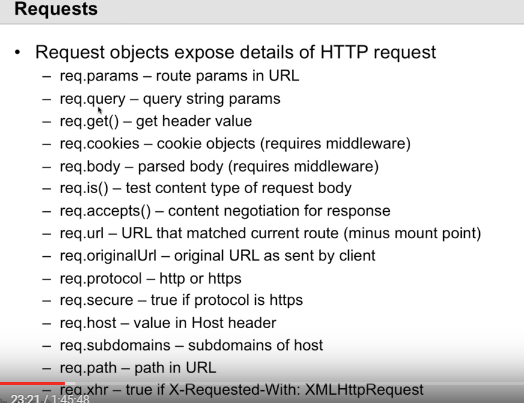 Requests
• Request objects expose details of HTTP request
– req.params – route params in URL
– req.query – query string params
– req.get() – get header value
– req.cookies – cookie objects (requires middleware)
– req.body – parsed body (requires middleware)
– req.is() – test content type of request body
– req.accepts() – content negotiation for response
– req.url – URL that matched current route (minus mount point)
– req.originalUrl – original URL as sent by client
– req.protocol – http or https
– req.secure – true if protocol is https
– req.host – value in Host header
– req.subdomains – subdomains of host
– req.path – path in URL
– req.xhr – true if X-Requested-With: XMLHttpRequest
23:21 / 1:45:48